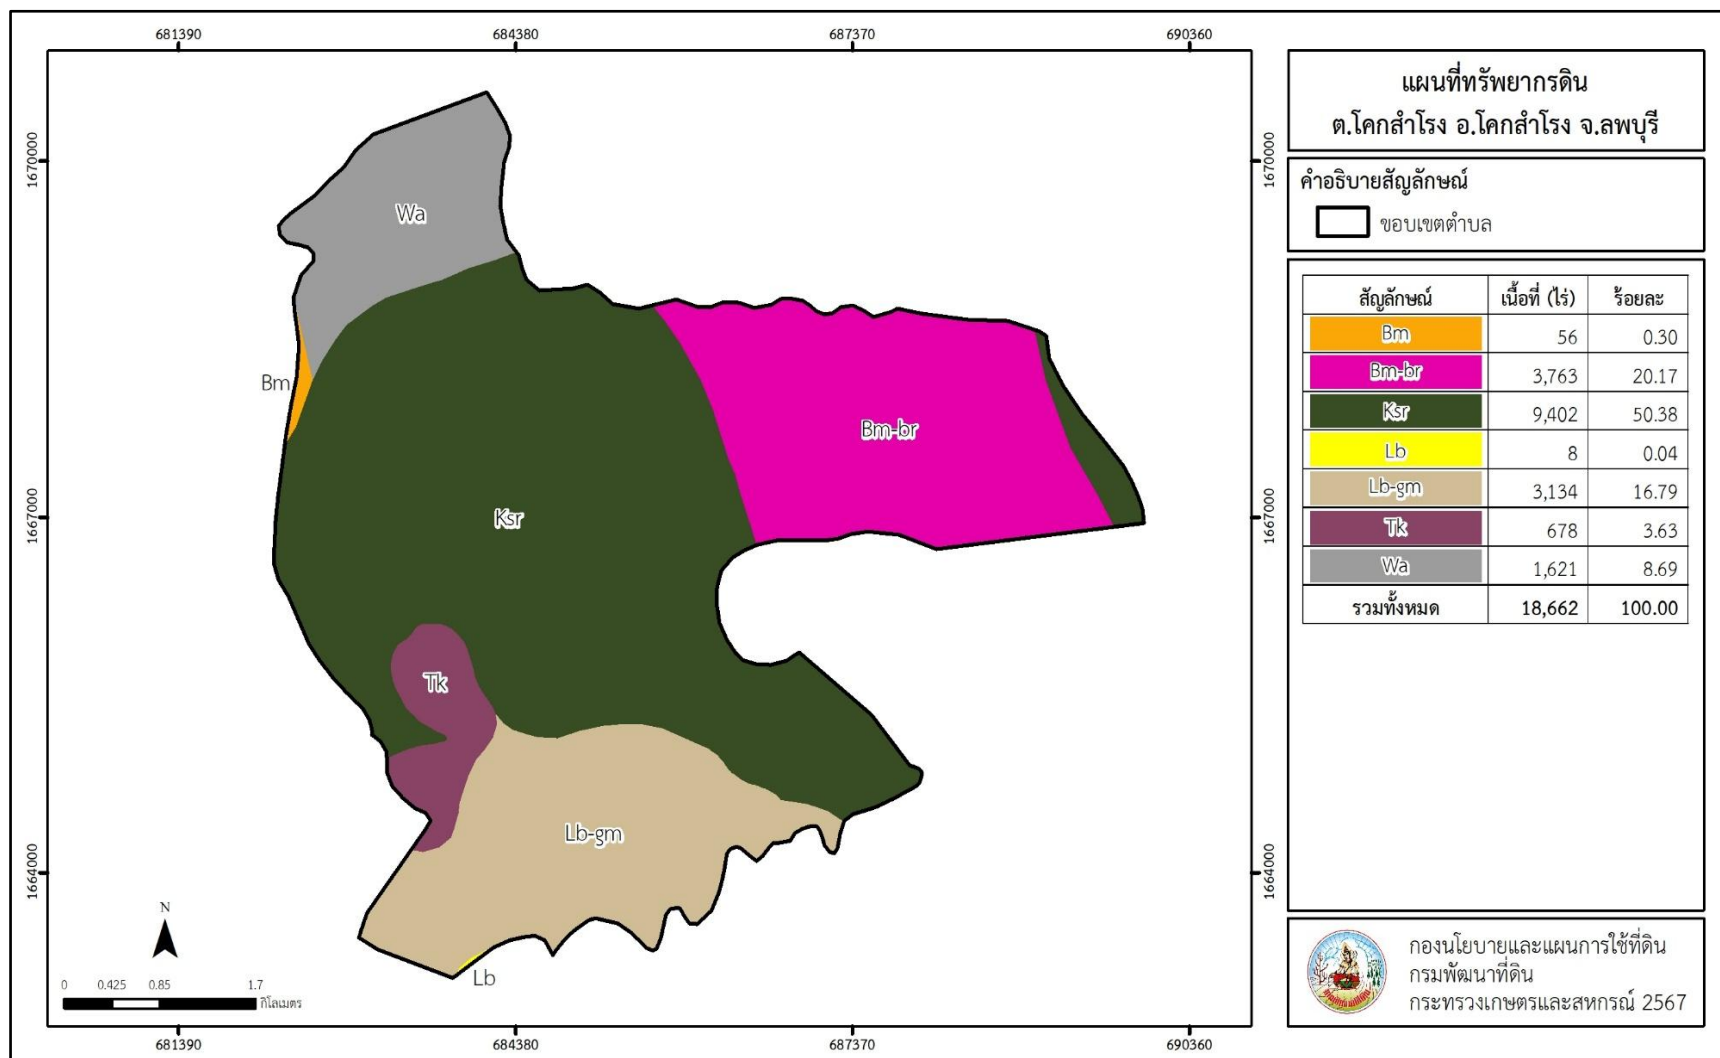 681390 684380 687370 690360
1670000 1670000
1667000 1667000
1664000 1664000
Wa
Bm
Bm-br
Ksr
Tk
Lb-gm
Lb
N
0 0.425 0.85 1.7
กิโลเมตร
681390 684380 687370 690360
แผนที่ทรัพยากรดิน
ต.โคกสำโรง อ.โคกสำโรง จ.ลพบุรี
คำอธิบายสัญลักษณ์
ขอบเขตตำบล
สัญลักษณ์ เนื้อที่ (ไร่) ร้อยละ
Bm 56 0.30
Bm-br 3,763 20.17
Ksr 9,402 50.38
Lb 8 0.04
Lb-gm 3,134 16.79
Tk 678 3.63
Wa 1,621 8.69
รวมทั้งหมด 18,662 100.00
กองนโยบายและแผนการใช้ที่ดิน
กรมพัฒนาที่ดิน
กระทรวงเกษตรและสหกรณ์ 2567